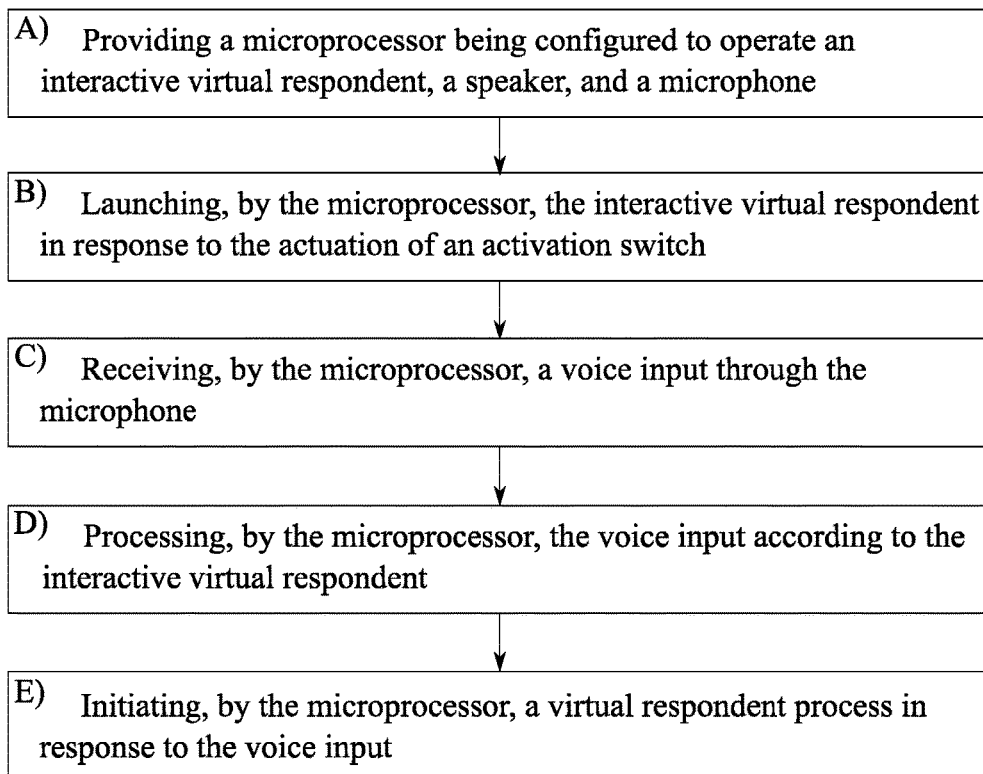 A) Providing a microprocessor being configured to operate an
interactive virtual respondent, a speaker, and a microphone
B) Launching, by the microprocessor, the interactive virtual respondent
in response to the actuation of an activation switch
C) Receiving, by the microprocessor, a voice input through the
microphone
D) Processing, by the microprocessor, the voice input according to the
interactive virtual respondent
E) Initiating, by the microprocessor, a virtual respondent process in
response to the voice input